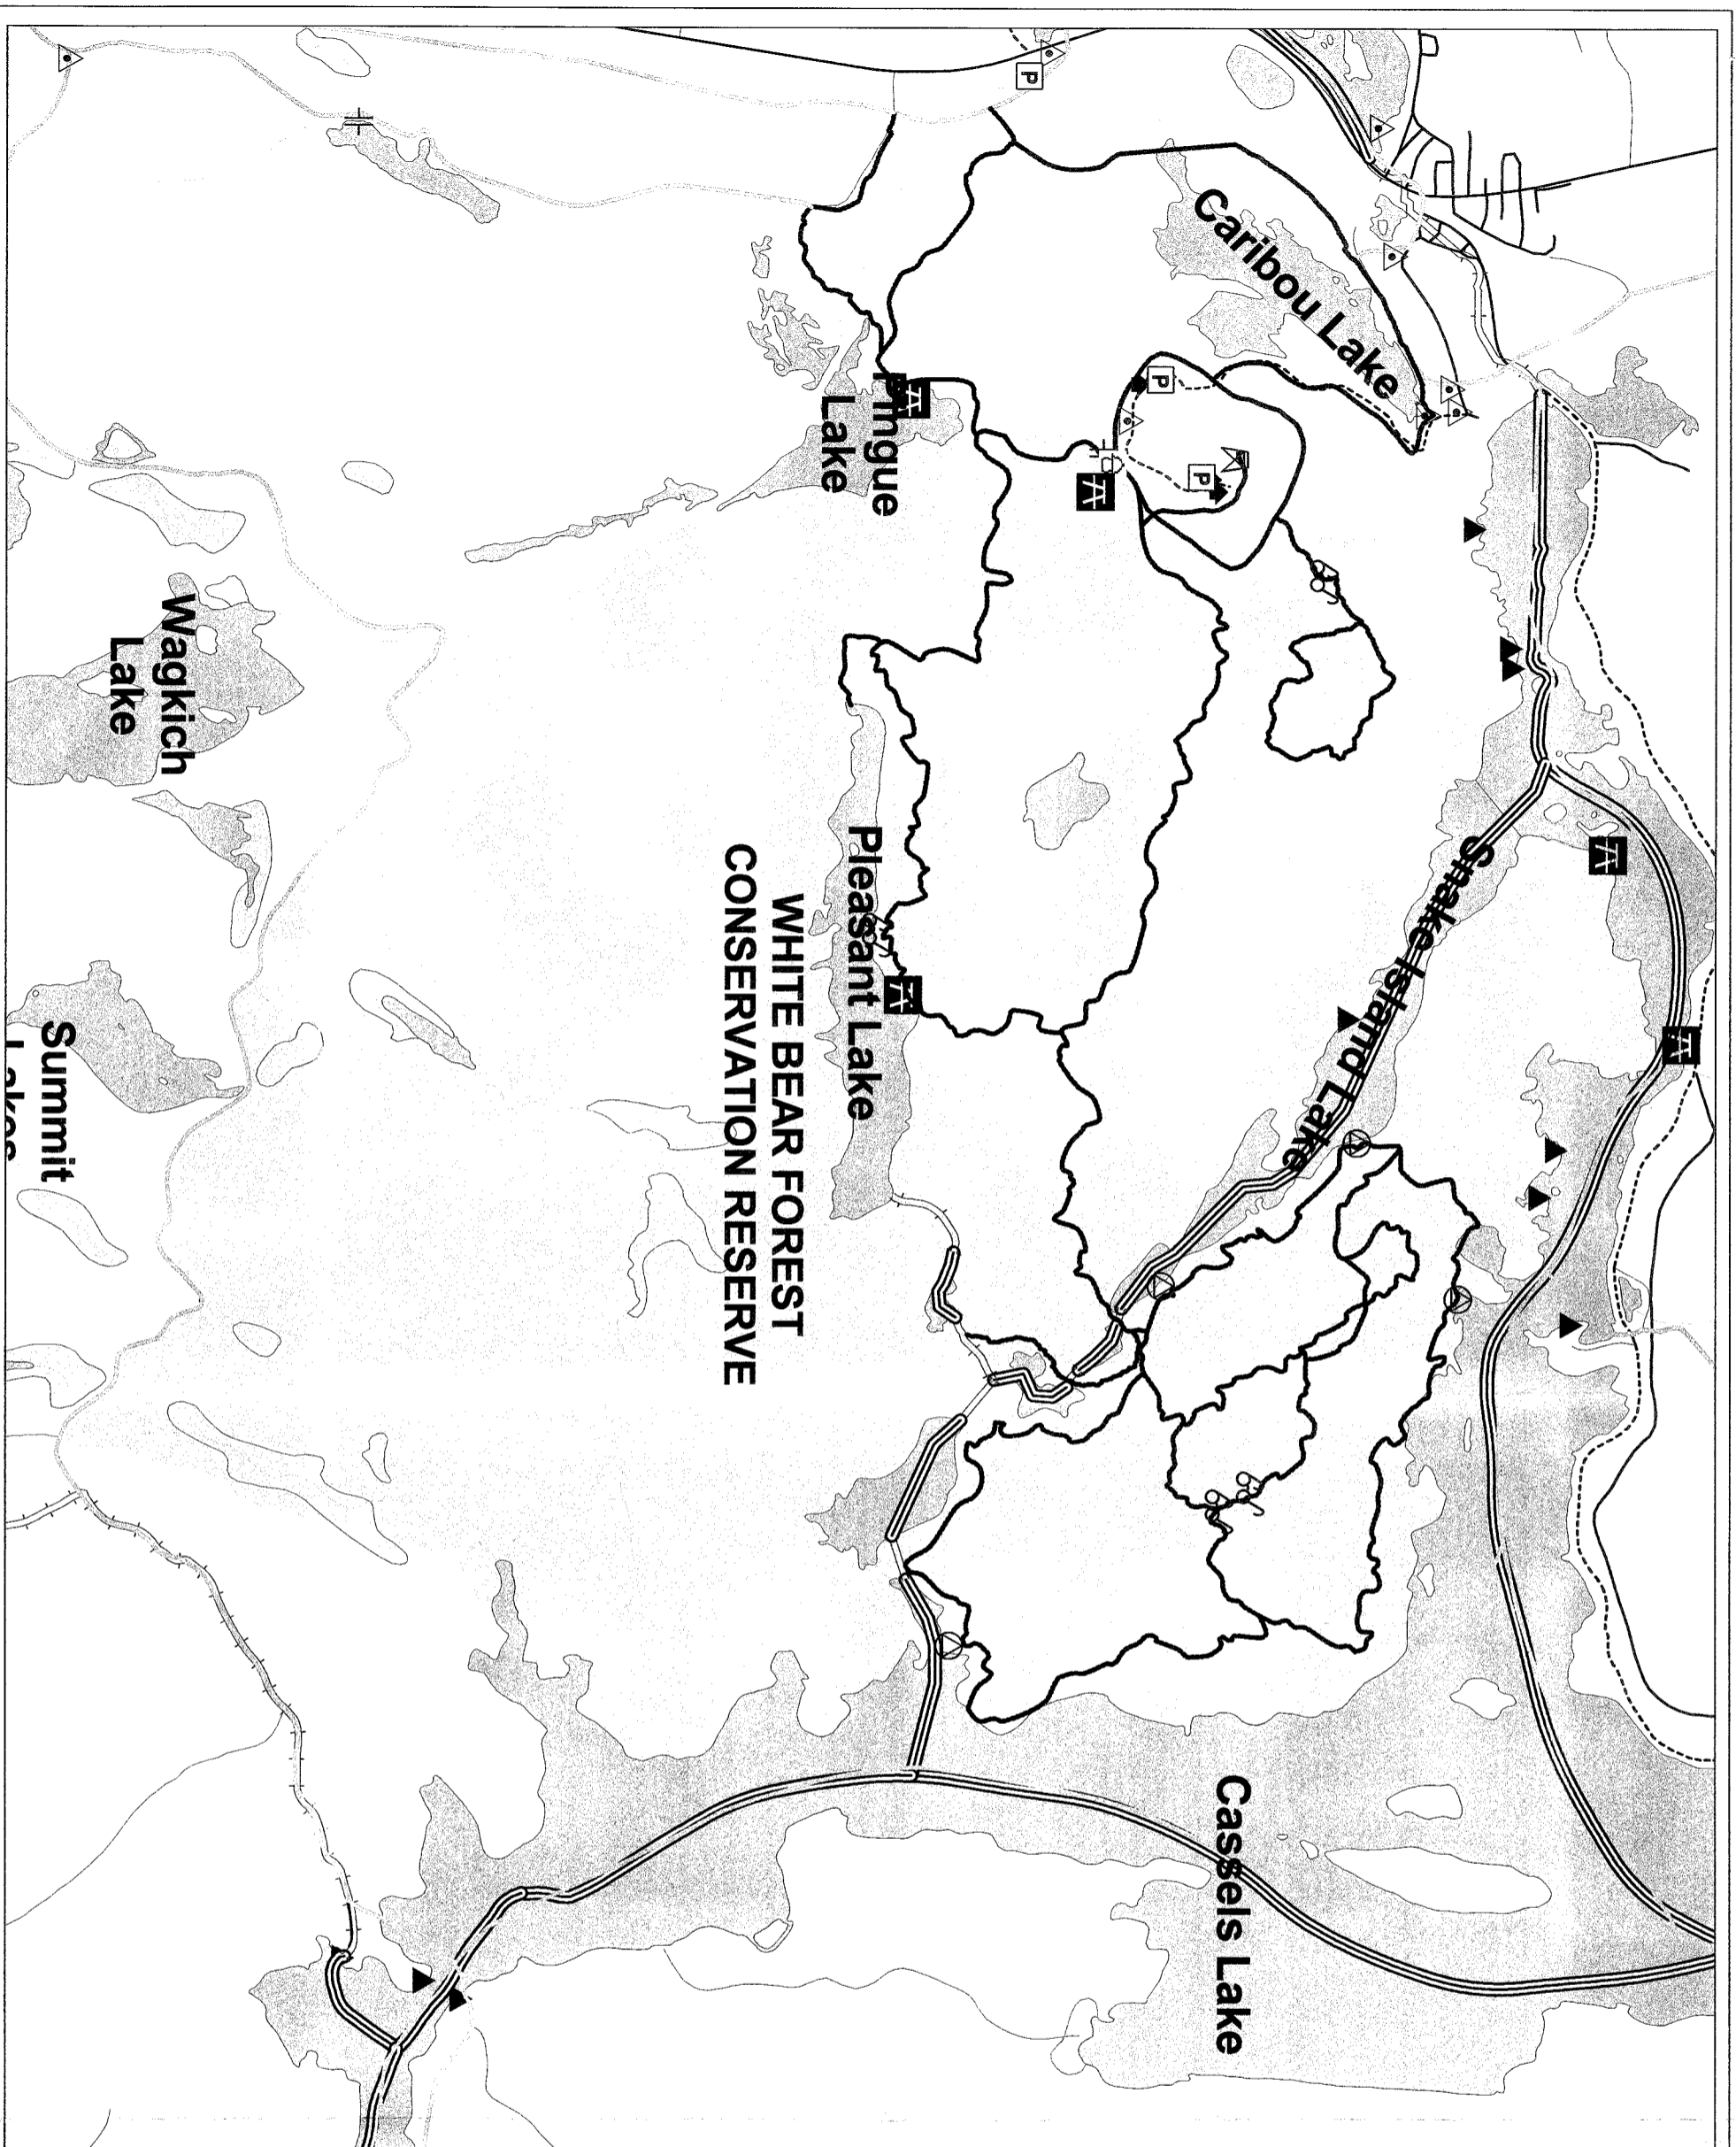 Caribou Lake
Pingue
Lake
Snake Island Lake
Pleasant Lake
WHITE BEAR FOREST
CONSERVATION RESERVE
Wagkich
Lake
Summit
Lakes
Cassels Lake
P
P
P